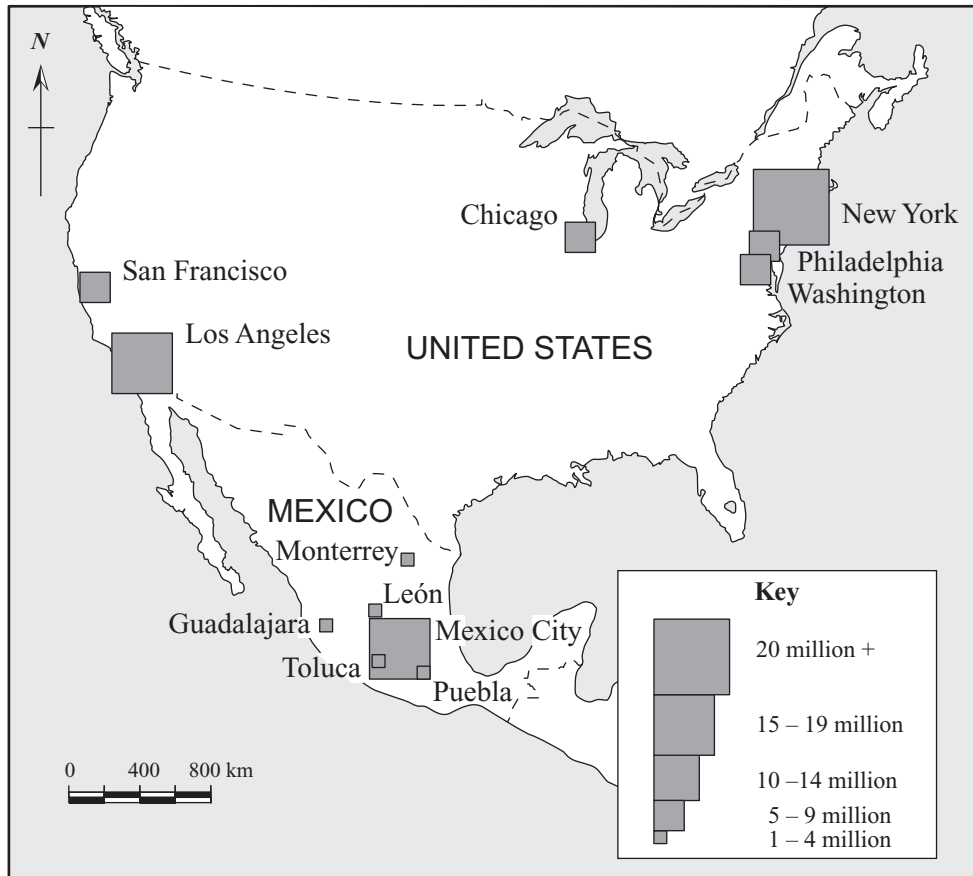 N
Chicago
New York
San Francisco
Philadelphia
Washington
Los Angeles
UNITED STATES
MEXICO
Monterrey
León
Guadalajara
Mexico City
Toluca
Puebla
0 400 800 km
Key
20 million +
15 – 19 million
10 –14 million
5 – 9 million
1 – 4 million